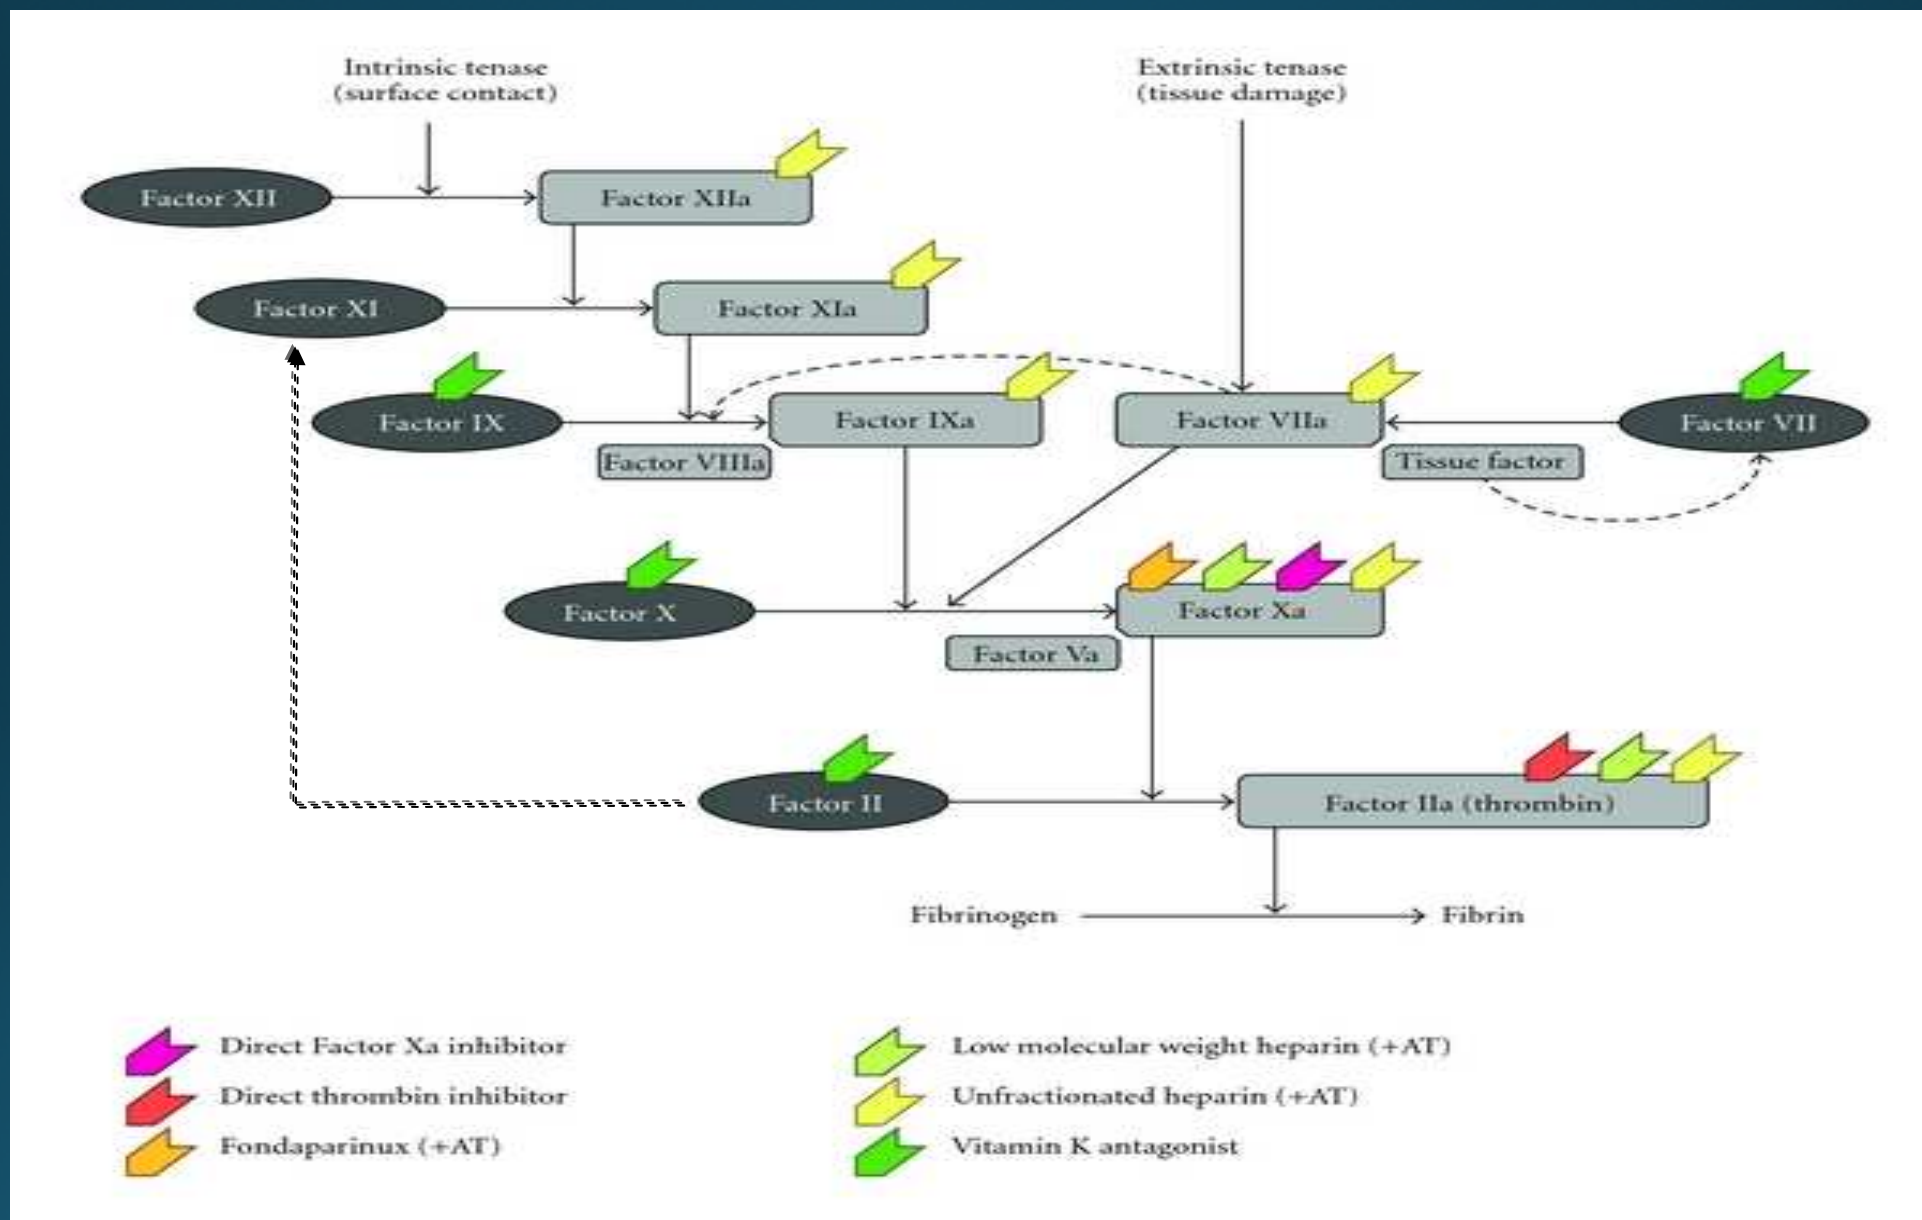 Intrinsic tenase
(surface contact)
Extrinsic tenase
(tissue damage)
Factor XII
Factor XIIa
Factor XI
Factor XIa
Factor IX
Factor IXa
Factor VIIa
Factor VII
Factor VIIIa
Tissue factor
Factor X
Factor Xa
Factor Va
Factor II
Factor IIa (thrombin)
Fibrinogen
Fibrin
Direct Factor Xa inhibitor
Direct thrombin inhibitor
Fondaparinux (+AT)
Low molecular weight heparin (+AT)
Unfractionated heparin (+AT)
Vitamin K antagonist